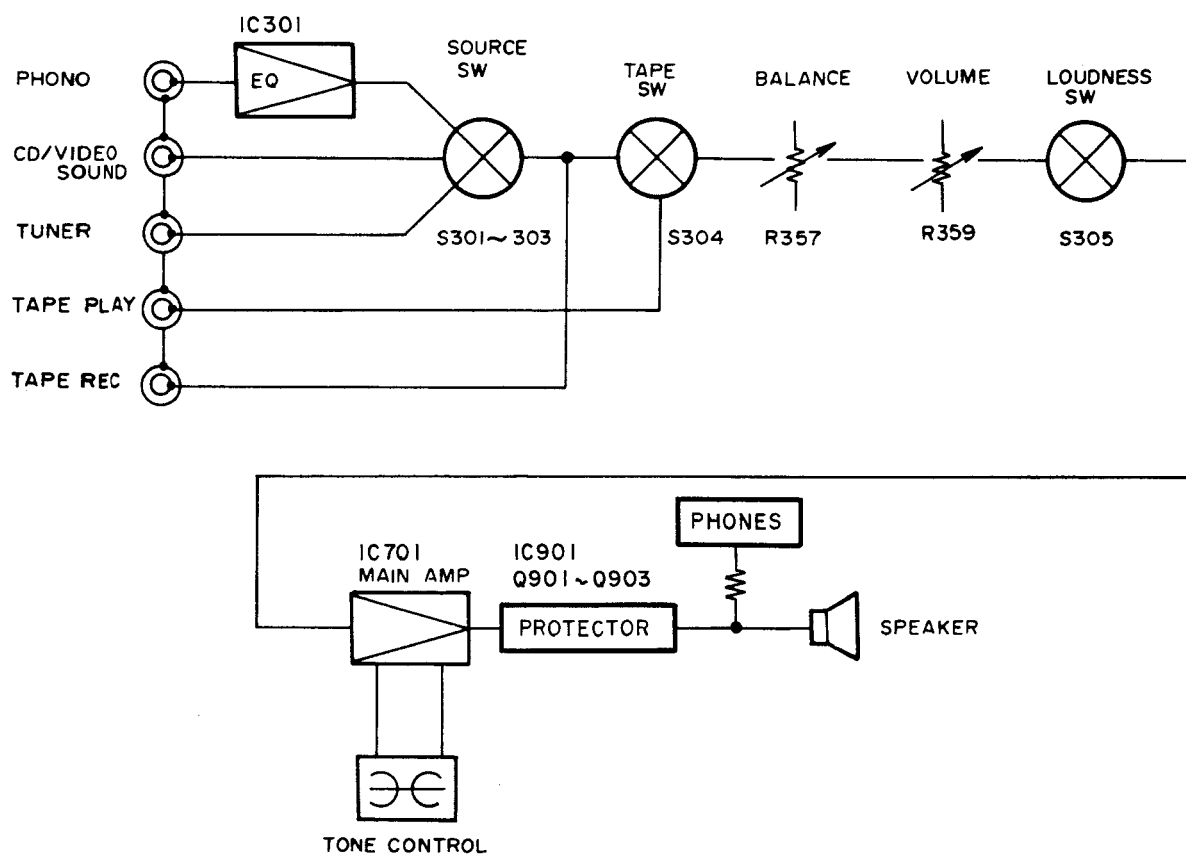 IC301
EQ
PHONO
CD/VIDEO
SOUND
TUNER
TAPE PLAY
TAPE REC
SOURCE
SW
S301~303
TAPE
SW
S304
BALANCE
R357
VOLUME
R359
LOUDNESS
SW
S305
IC701
MAIN AMP
IC901
Q901~Q903
PROTECTOR
PHONES
SPEAKER
TONE CONTROL